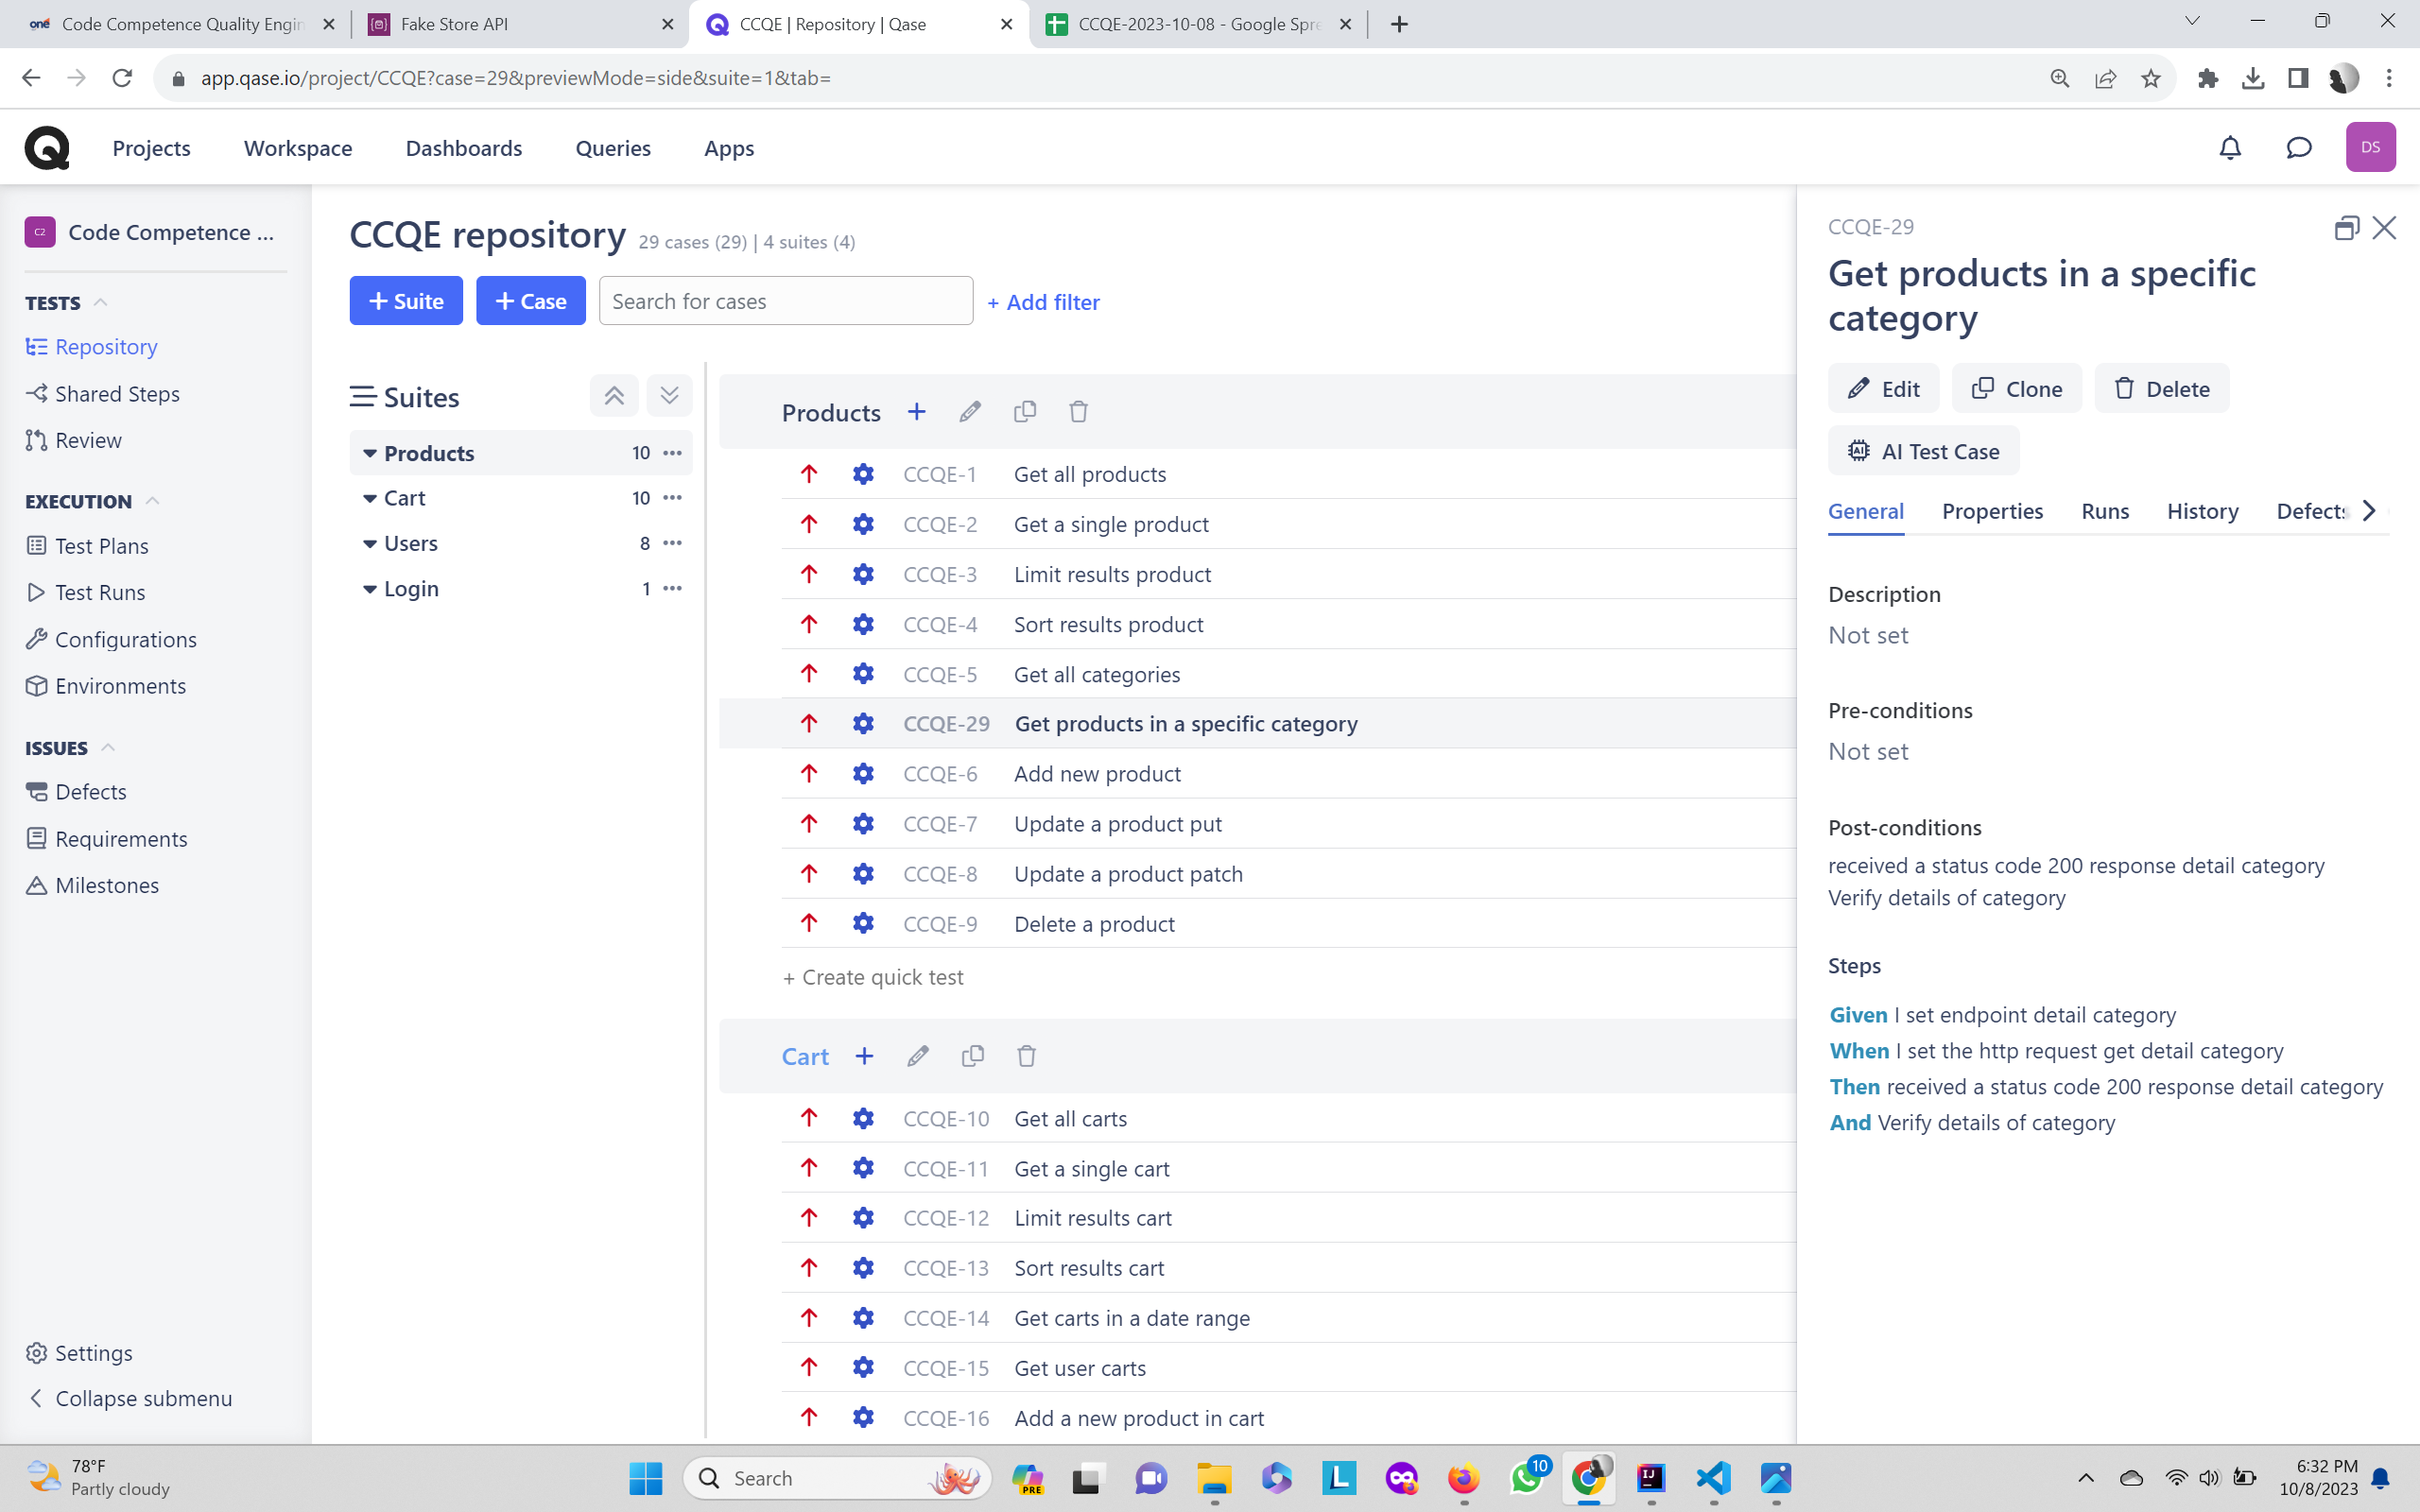 Code Competence Quality Engin
Fake Store API
CCQE | Repository | Qase
CCQE-2023-10-08 - Google Spre
app.qase.io/project/CCQE?case=29&previewMode=side&suite=1&tab=
Projects
Workspace
Dashboards
Queries
Apps
DS
C2
Code Competence ...
TESTS
Repository
Shared Steps
Review
EXECUTION
Test Plans
Test Runs
Configurations
Environments
ISSUES
Defects
Requirements
Milestones
Settings
Collapse submenu
CCQE repository 29 cases (29) | 4 suites (4)
+ Suite
+ Case
Search for cases
+ Add filter
Suites
Products 10
Cart 10
Users 8
Login 1
Products
CCQE-1 Get all products
CCQE-2 Get a single product
CCQE-3 Limit results product
CCQE-4 Sort results product
CCQE-5 Get all categories
CCQE-29 Get products in a specific category
CCQE-6 Add new product
CCQE-7 Update a product put
CCQE-8 Update a product patch
CCQE-9 Delete a product
+ Create quick test
Cart
CCQE-10 Get all carts
CCQE-11 Get a single cart
CCQE-12 Limit results cart
CCQE-13 Sort results cart
CCQE-14 Get carts in a date range
CCQE-15 Get user carts
CCQE-16 Add a new product in cart
CCQE-29
Get products in a specific
category
Edit
Clone
Delete
AI Test Case
General
Properties
Runs
History
Defects
Description
Not set
Pre-conditions
Not set
Post-conditions
received a status code 200 response detail category
Verify details of category
Steps
Given I set endpoint detail category
When I set the http request get detail category
Then received a status code 200 response detail category
And Verify details of category
78°F
Partly cloudy
Search
PRE
10
6:32 PM
10/8/2023